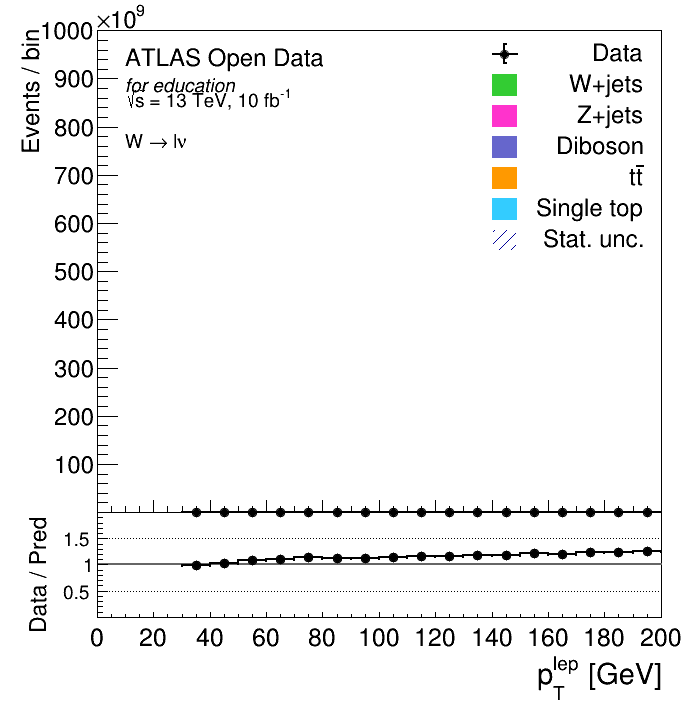 ×10⁹
Events / bin
1000
900
800
700
600
500
400
300
200
100
ATLAS Open Data
for education
√s = 13 TeV, 10 fb⁻¹
W → lν
Data
W+jets
Z+jets
Diboson
tt̄
Single top
Stat. unc.
Data / Pred
1.5
1
0.5
0 20 40 60 80 100 120 140 160 180 200
p_T^lep [GeV]